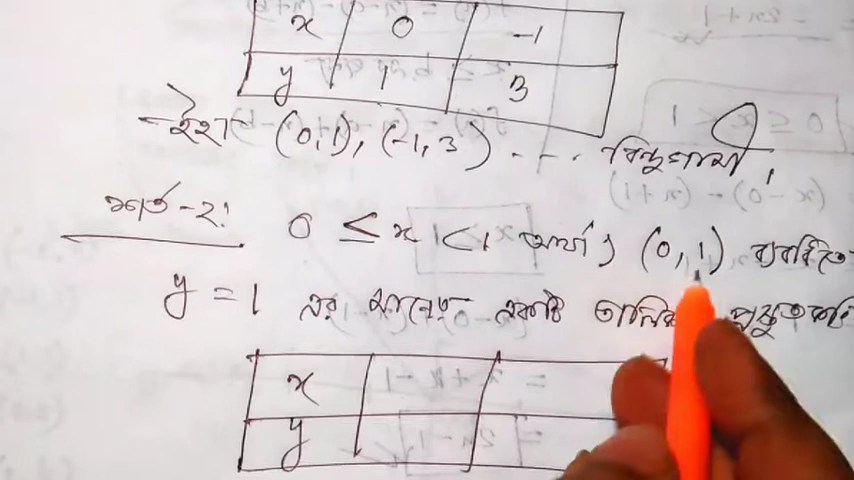 x 0 -1
y 1 3
ইহা (0,1), (-1, 3) .... বিন্দুগামী,
শর্ত -২:
0 ≤ x < 1 অর্থাৎ (0, 1) ব্যবধিতে
y = 1 এর মানের একটি তালিকা প্রস্তুত করি
x
y